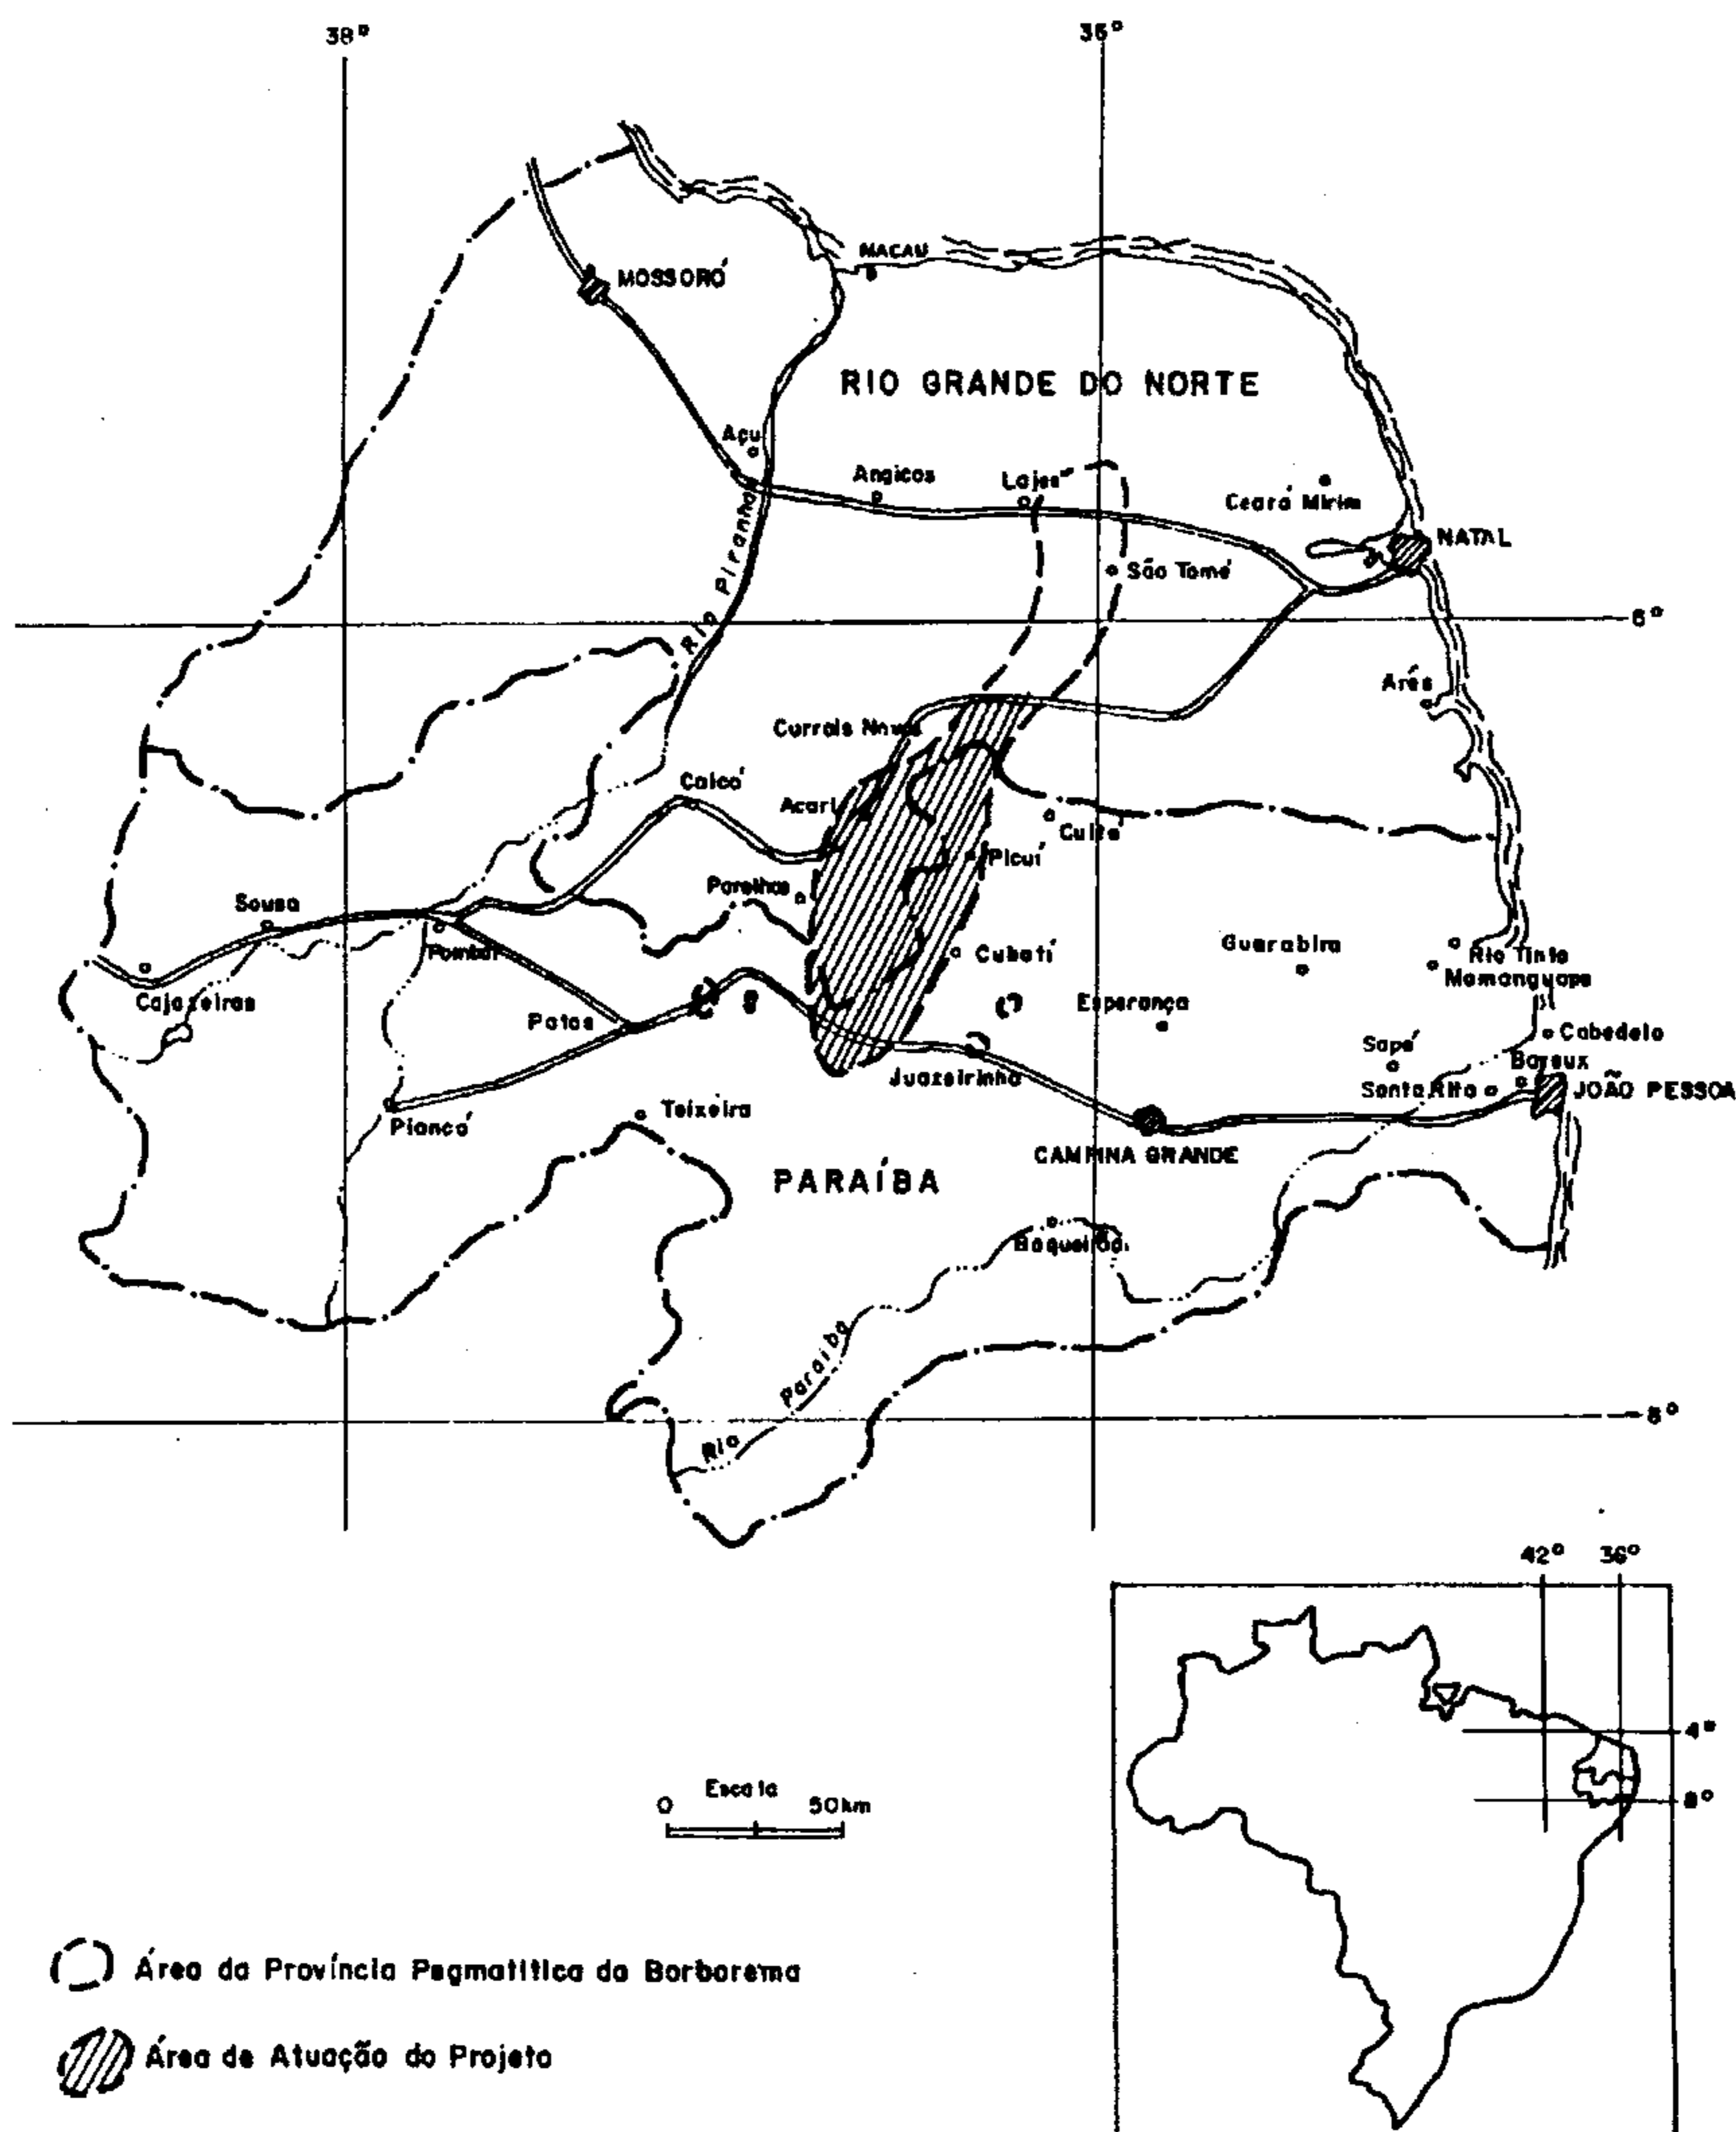 38°
36°
MACAU
MOSSORÓ
RIO GRANDE DO NORTE
Açu
Angicos
Lajes
Ceará Mirim
NATAL
São Tomé
Rio Piranhas
6°
Arês
Currais Novos
Caicó
Acari
Cuité
Picuí
Parelhas
Sousa
Pombal
Cubatí
Guarabira
Rio Tinto
Mamanguape
Cajazeiras
Patos
Esperança
Cabedelo
Sapé
Bayeux
Juazeirinho
Santa Rita
JOÃO PESSOA
Teixeira
Piancó
CAMPINA GRANDE
PARAÍBA
Boqueirão
Rio Paraíba
8°
42° 36°
4°
8°
Escala
0 50km
Área da Província Pegmatítica da Borborema
Área de Atuação do Projeto